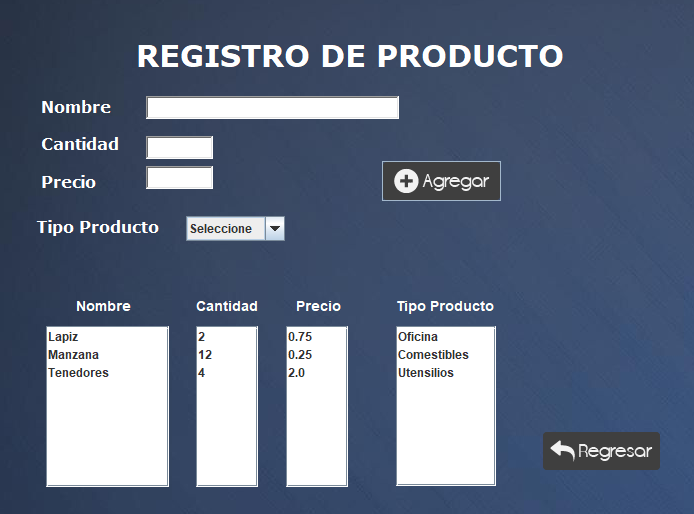 REGISTRO DE PRODUCTO
Nombre
Cantidad
Precio
Agregar
Tipo Producto Seleccione
Nombre Cantidad Precio Tipo Producto
Lapiz 2 0.75 Oficina
Manzana 12 0.25 Comestibles
Tenedores 4 2.0 Utensilios
Regresar